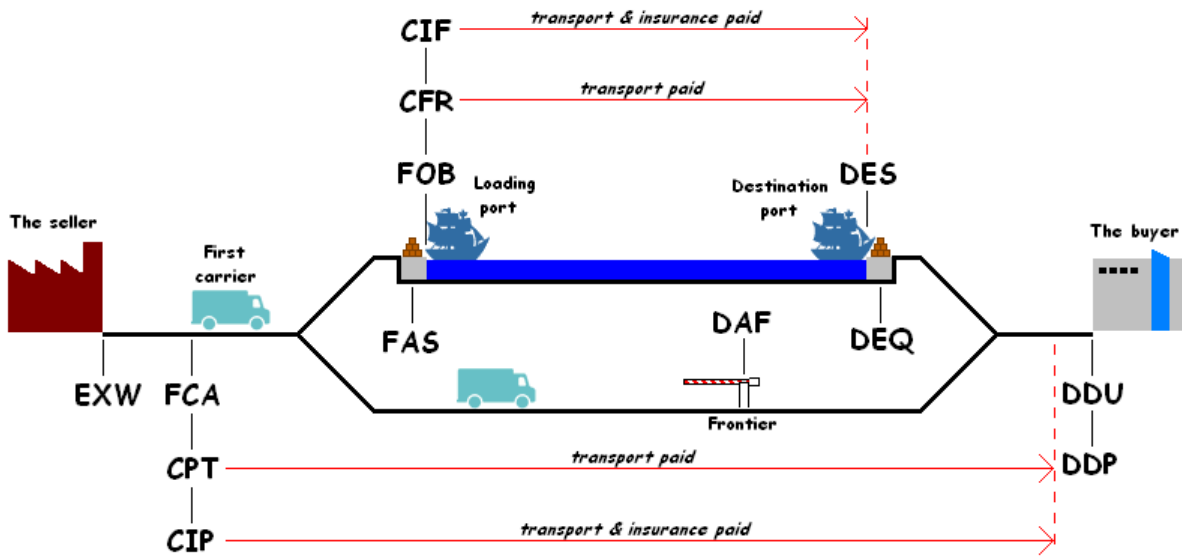 CIF
transport & insurance paid
CFR
transport paid
FOB
Loading
port
Destination
port
DES
The seller
First
carrier
The buyer
FAS
DAF
DEQ
EXW
FCA
Frontier
DDU
CPT
transport paid
DDP
CIP
transport & insurance paid